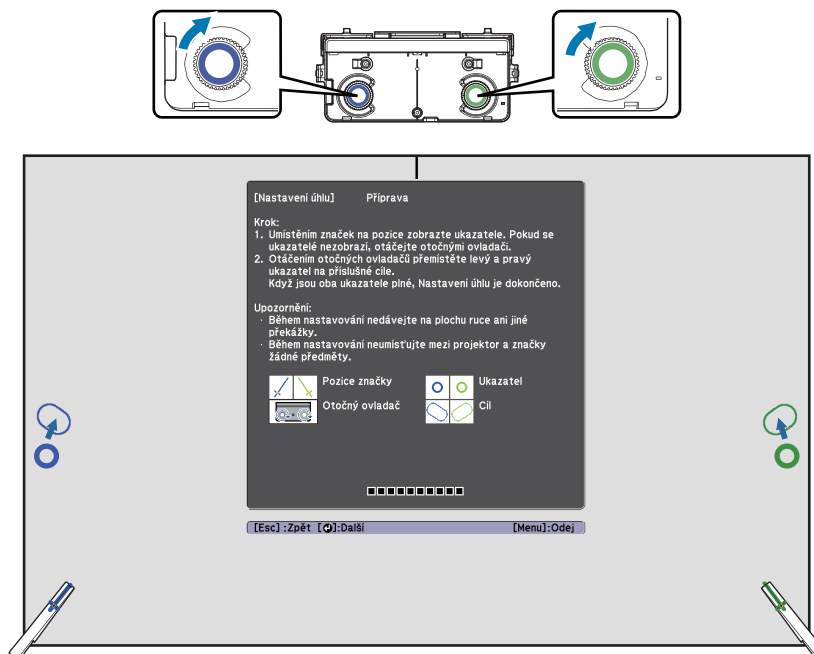 [Nastavení úhlu] Příprava
Krok:
1. Umístěním značek na pozice zobrazte ukazatele. Pokud se
ukazatelé nezobrazí, otáčejte otočnými ovladači.
2. Otáčením otočných ovladačů přemístěte levý a pravý
ukazatel na příslušné cíle.
Když jsou oba ukazatele plné, Nastavení úhlu je dokončeno.
Upozornění:
· Během nastavování nedávejte na plochu ruce ani jiné
překážky.
· Během nastavování neumísťujte mezi projektor a značky
žádné předměty.
Pozice značky
Ukazatel
Otočný ovladač
Cíl
[Esc] :Zpět [⏎]:Další [Menu]:Odej